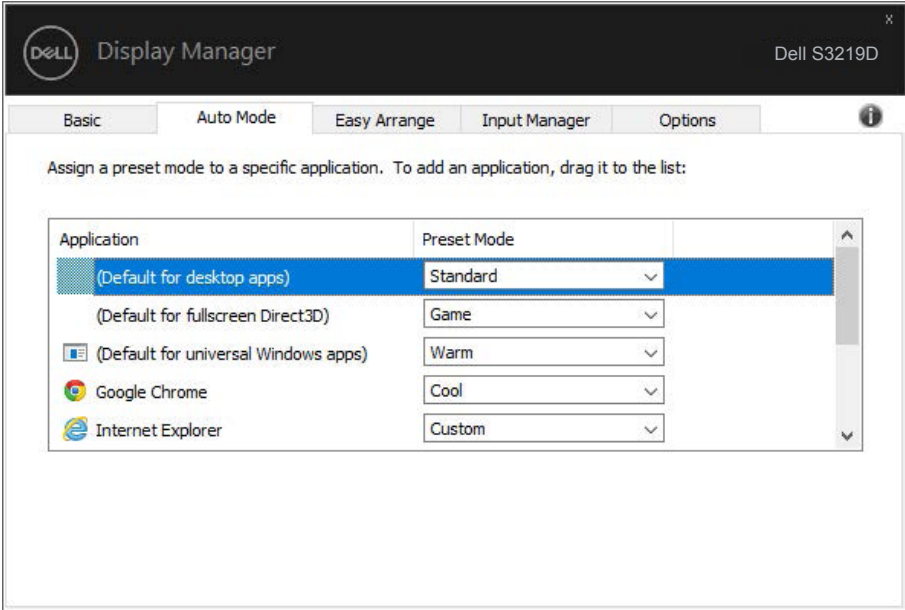 x
DELL Display Manager
Dell S3219D
Basic Auto Mode Easy Arrange Input Manager Options i
Assign a preset mode to a specific application. To add an application, drag it to the list:
Application Preset Mode
(Default for desktop apps) Standard
(Default for fullscreen Direct3D) Game
(Default for universal Windows apps) Warm
Google Chrome Cool
Internet Explorer Custom